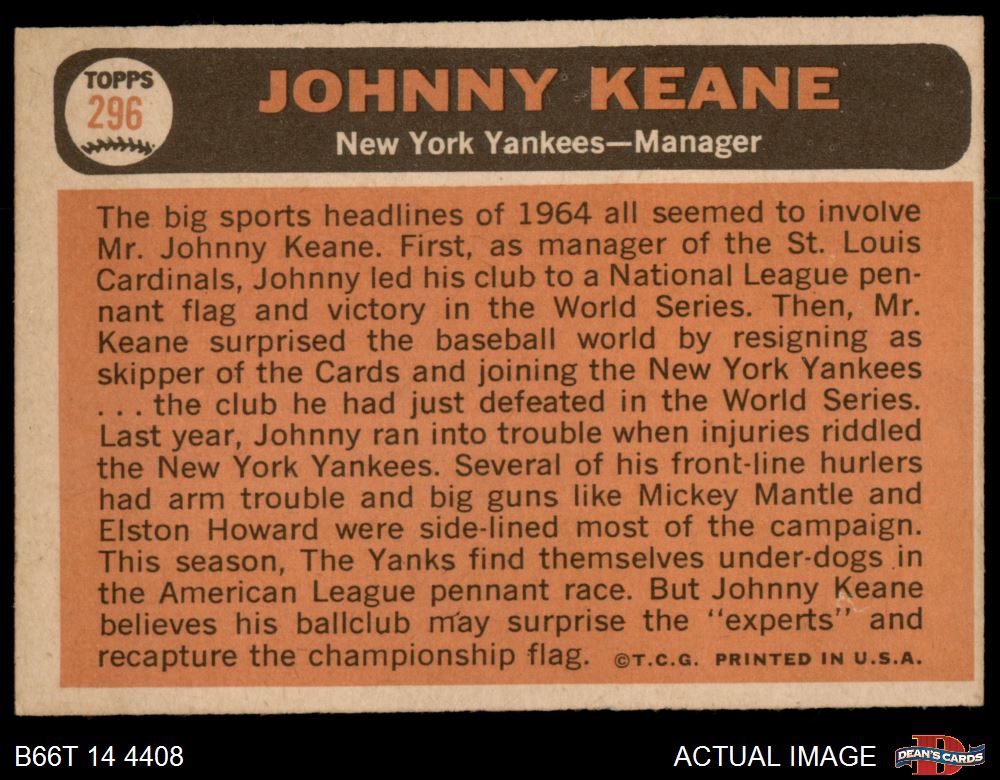 TOPPS
296
JOHNNY KEANE
New York Yankees—Manager
The big sports headlines of 1964 all seemed to involve
Mr. Johnny Keane. First, as manager of the St. Louis
Cardinals, Johnny led his club to a National League pen-
nant flag and victory in the World Series. Then, Mr.
Keane surprised the baseball world by resigning as
skipper of the Cards and joining the New York Yankees
. . . the club he had just defeated in the World Series.
Last year, Johnny ran into trouble when injuries riddled
the New York Yankees. Several of his front-line hurlers
had arm trouble and big guns like Mickey Mantle and
Elston Howard were side-lined most of the campaign.
This season, The Yanks find themselves under-dogs in
the American League pennant race. But Johnny Keane
believes his ballclub may surprise the "experts" and
recapture the championship flag. ©T.C.G. PRINTED IN U.S.A.
B66T 14 4408
ACTUAL IMAGE
DEAN'S CARDS